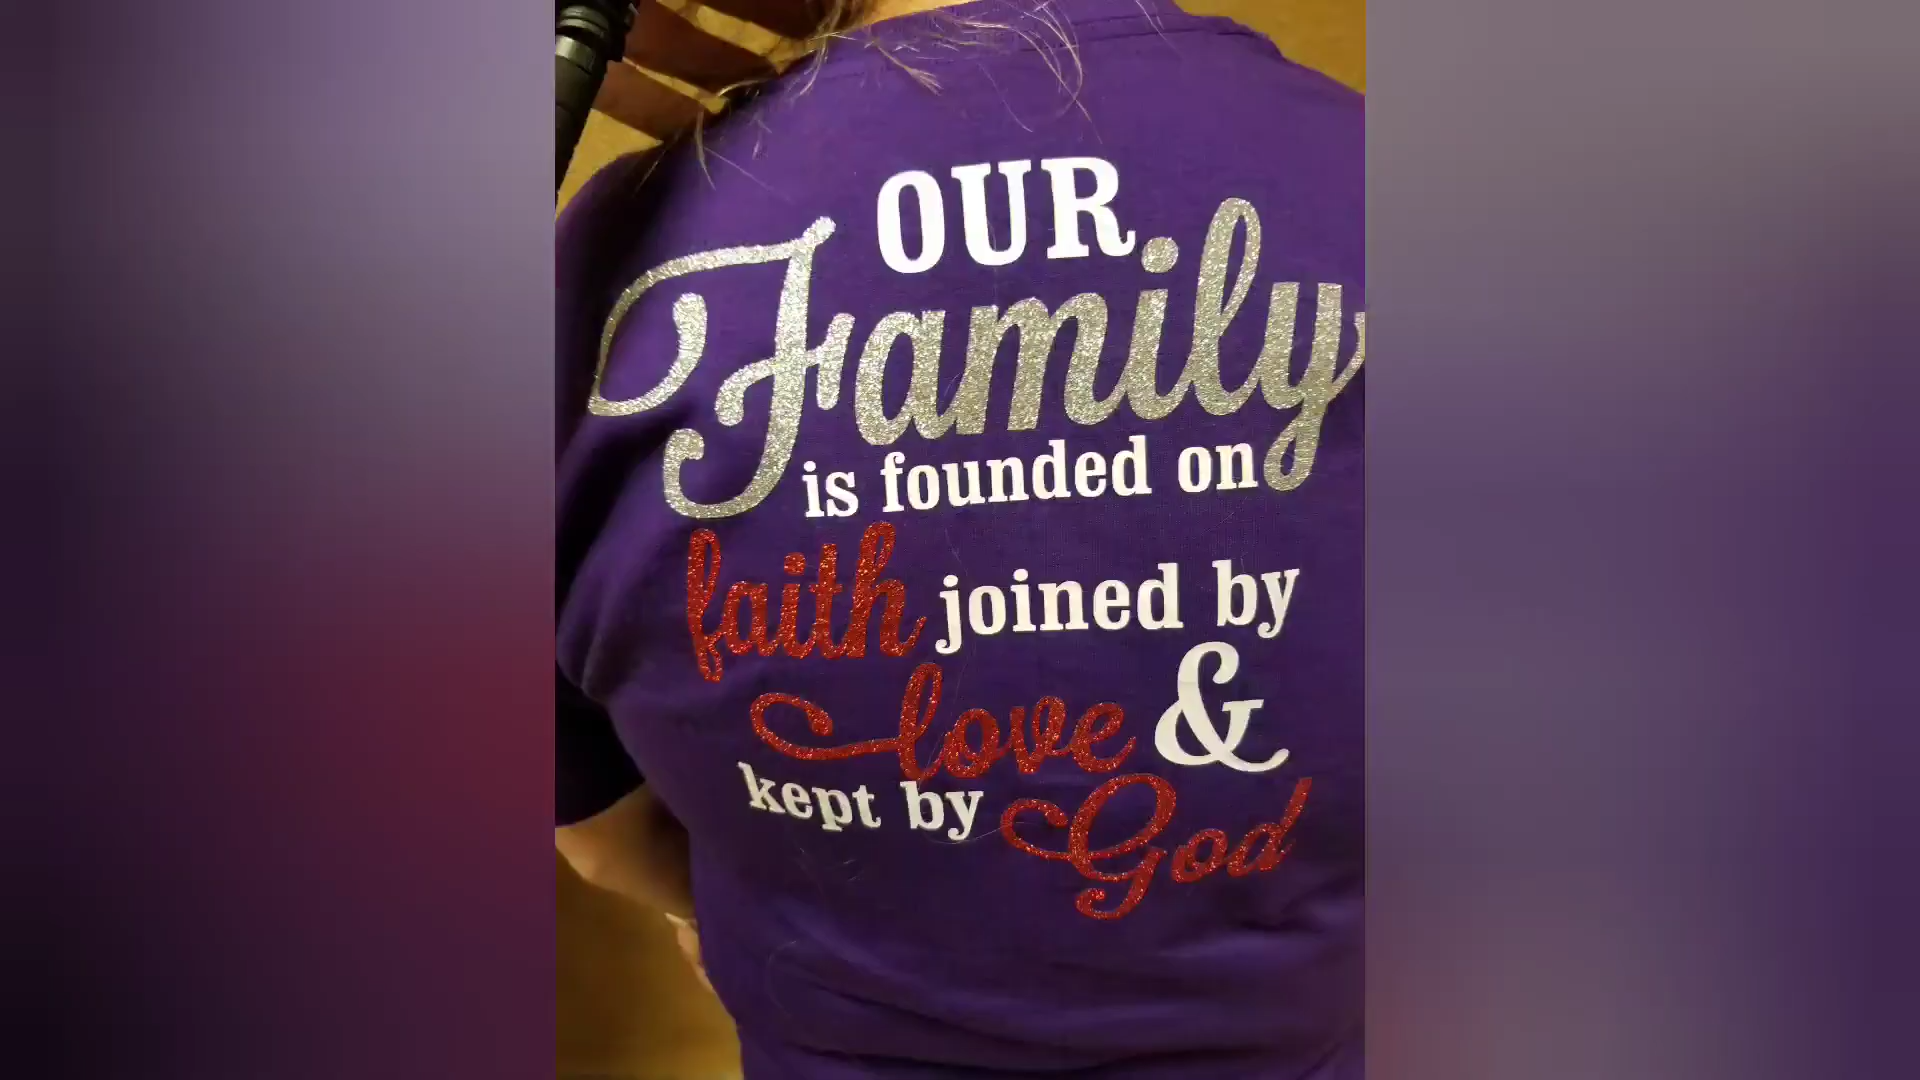 OUR
Family
is founded on
faith joined by
love &
kept by God